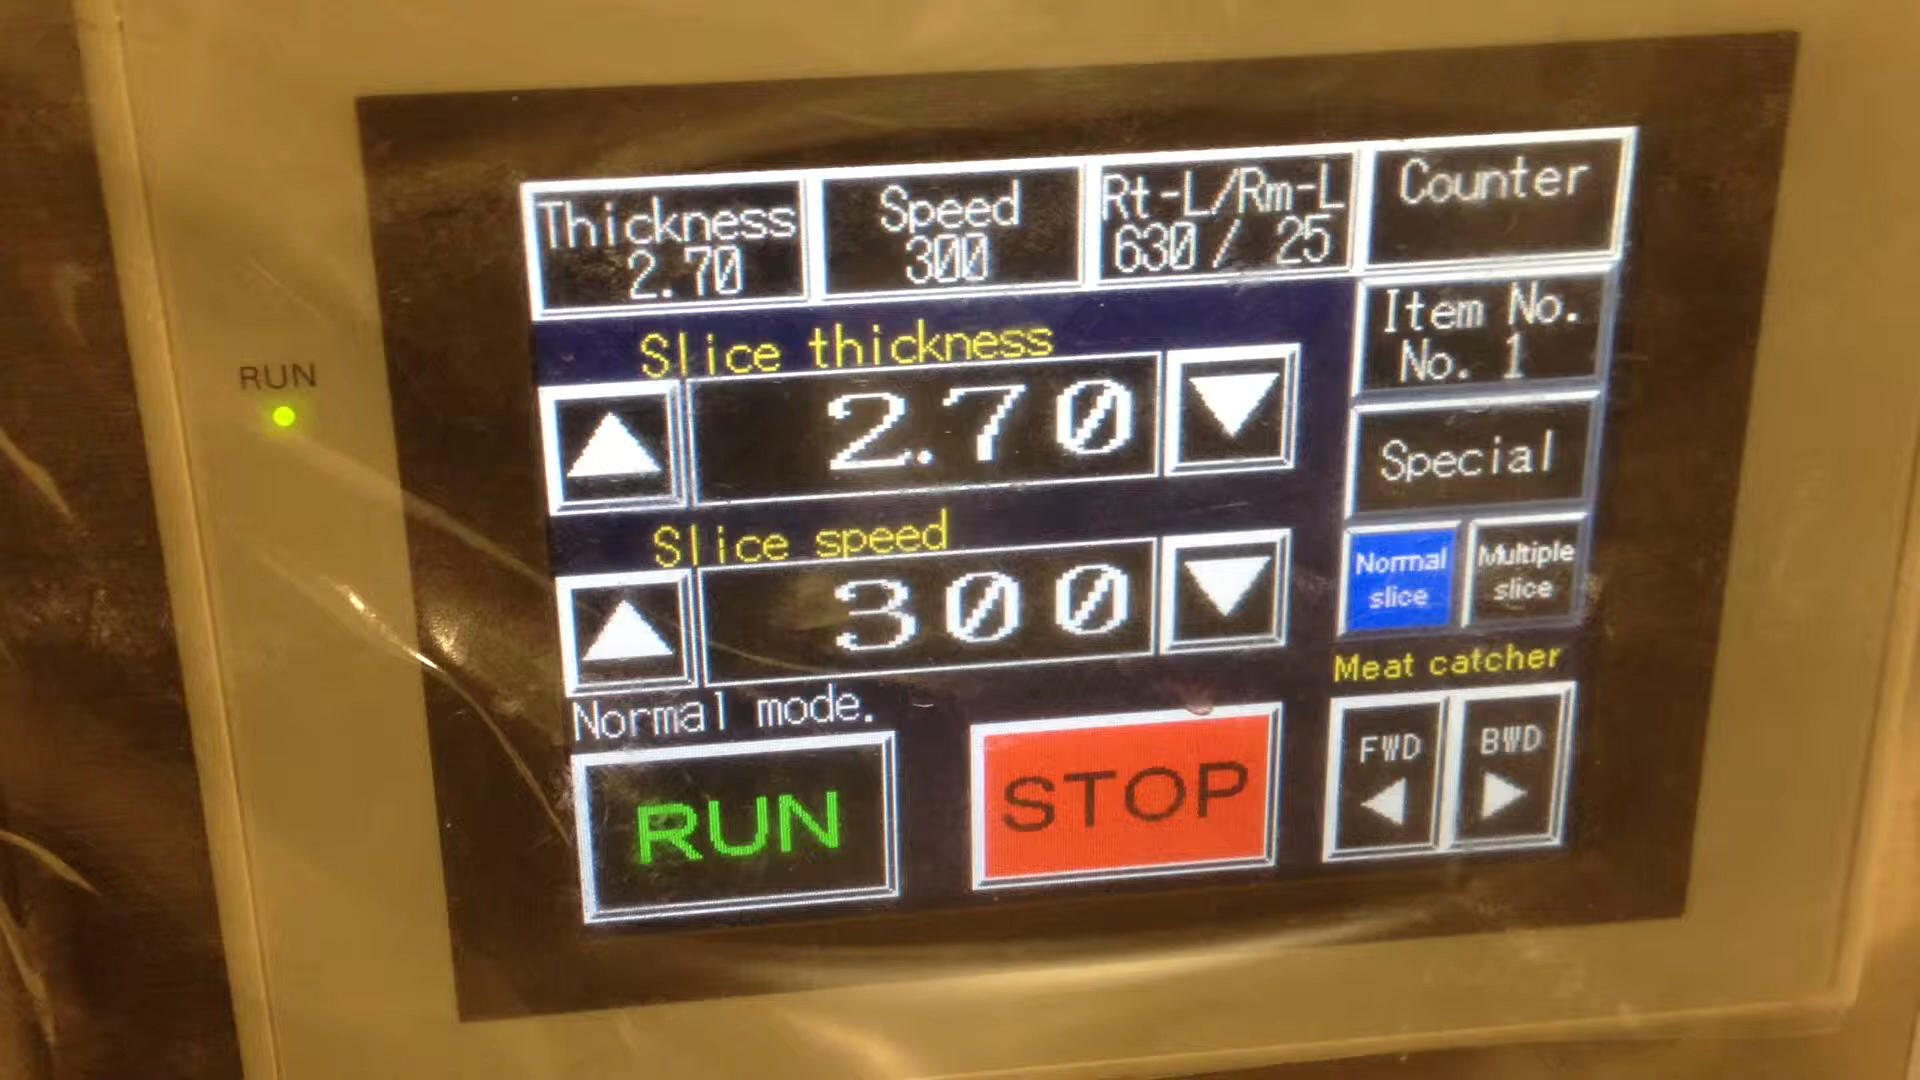 Thickness
2.70
Speed
300
Rt-L/Rm-L
630 / 25
Counter
Item No.
No. 1
Special
Slice thickness
2.70
RUN
Slice speed
300
Normal
slice
Multiple
slice
Normal mode.
Meat catcher
RUN
STOP
FWD
BWD